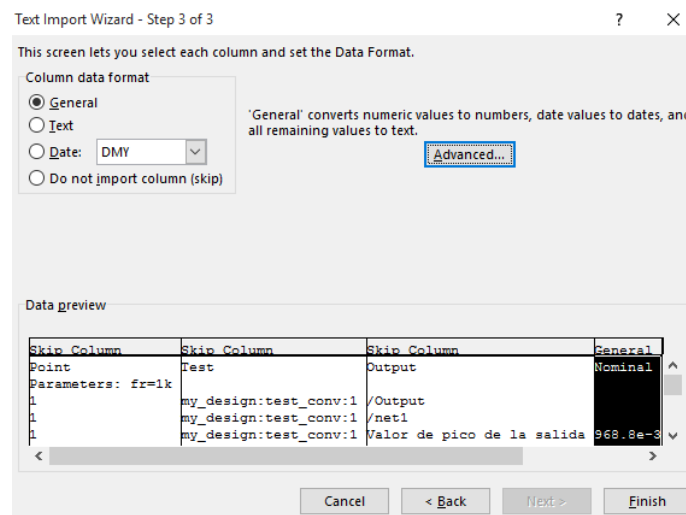 Text Import Wizard - Step 3 of 3 ? ×
This screen lets you select each column and set the Data Format.
Column data format
General
Text
Date: DMY
Do not import column (skip)
'General' converts numeric values to numbers, date values to dates, and
all remaining values to text.
Advanced...
Data preview
Skip Column Skip Column Skip Column General
Point Test Output Nominal
Parameters: fr=1k
1 my_design:test_conv:1 /Output
1 my_design:test_conv:1 /net1
1 my_design:test_conv:1 Valor de pico de la salida 968.8e-3
Cancel < Back Next > Finish